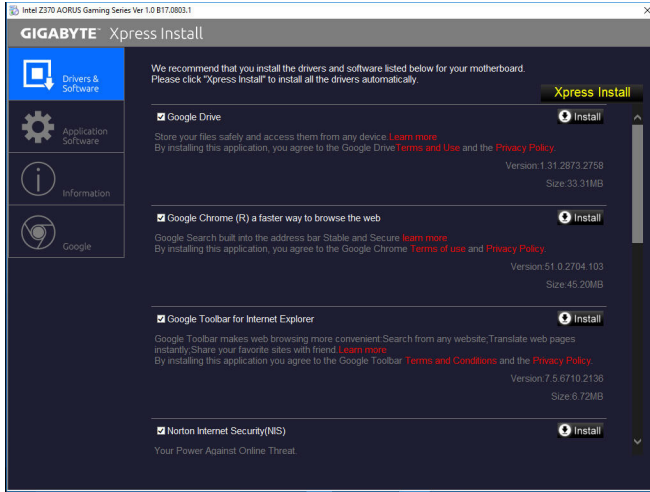 Intel Z370 AORUS Gaming Series Ver 1.0 B17.0803.1
GIGABYTE™ Xpress Install
Drivers &
Software
Application
Software
Information
Google
We recommend that you install the drivers and software listed below for your motherboard.
Please click "Xpress Install" to install all the drivers automatically.
Xpress Install
Google Drive
Install
Store your files safely and access them from any device.Learn more
By installing this application, you agree to the Google DriveTerms and Use and the Privacy Policy.
Version:1.31.2873.2758
Size:33.31MB
Google Chrome (R) a faster way to browse the web
Install
Google Search built into the address bar Stable and Secure learn more
By installing this application, you agree to the Google Chrome Terms of use and Privacy Policy.
Version:51.0.2704.103
Size:45.20MB
Google Toolbar for Internet Explorer
Install
Google Toolbar makes web browsing more convenient:Search from any website;Translate web pages
instantly;Share your favorite sites with friend.Learn more
By installing this application you agree to the Google Toolbar Terms and Conditions and the Privacy Policy.
Version:7.5.6710.2136
Size:6.72MB
Norton Internet Security(NIS)
Install
Your Power Against Online Threat.